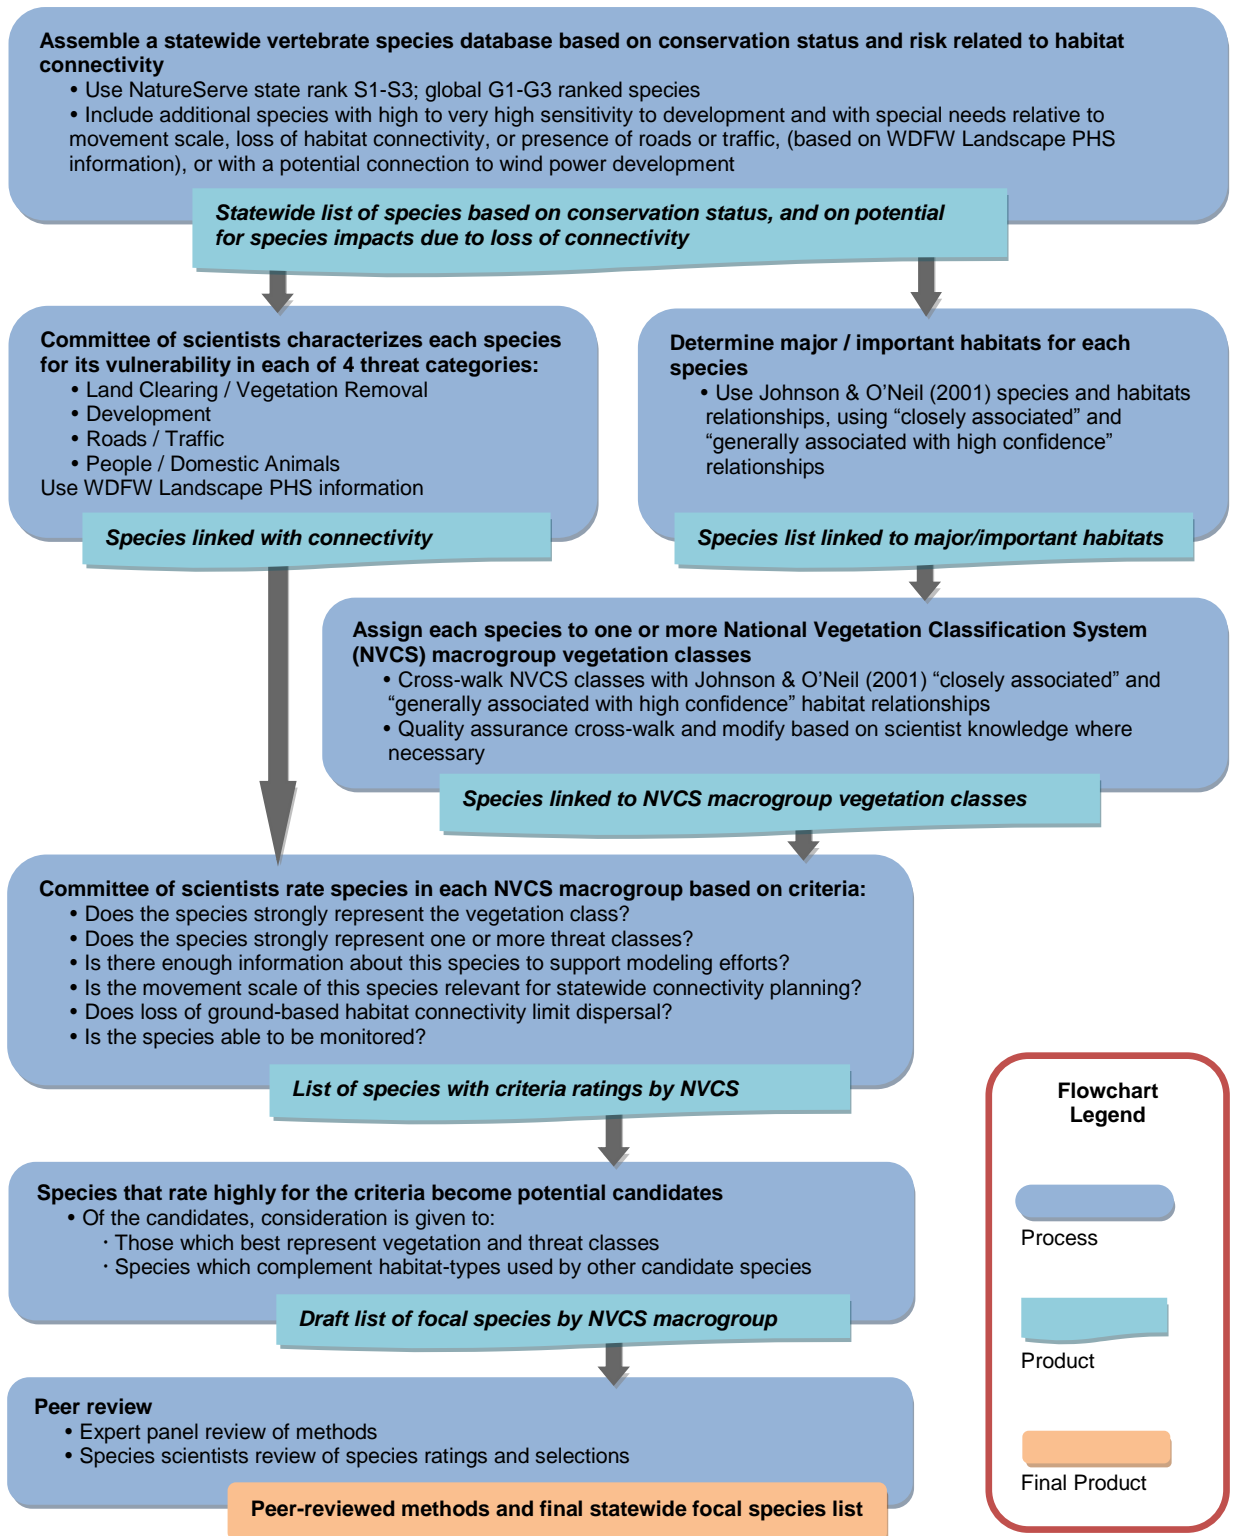 Assemble a statewide vertebrate species database based on conservation status and risk related to habitat
connectivity
• Use NatureServe state rank S1-S3; global G1-G3 ranked species
• Include additional species with high to very high sensitivity to development and with special needs relative to
movement scale, loss of habitat connectivity, or presence of roads or traffic, (based on WDFW Landscape PHS
information), or with a potential connection to wind power development
Statewide list of species based on conservation status, and on potential
for species impacts due to loss of connectivity
Committee of scientists characterizes each species
for its vulnerability in each of 4 threat categories:
• Land Clearing / Vegetation Removal
• Development
• Roads / Traffic
• People / Domestic Animals
Use WDFW Landscape PHS information
Species linked with connectivity
Determine major / important habitats for each
species
• Use Johnson & O’Neil (2001) species and habitats
relationships, using “closely associated” and
“generally associated with high confidence”
relationships
Species list linked to major/important habitats
Assign each species to one or more National Vegetation Classification System
(NVCS) macrogroup vegetation classes
• Cross-walk NVCS classes with Johnson & O’Neil (2001) “closely associated” and
“generally associated with high confidence” habitat relationships
• Quality assurance cross-walk and modify based on scientist knowledge where
necessary
Species linked to NVCS macrogroup vegetation classes
Committee of scientists rate species in each NVCS macrogroup based on criteria:
• Does the species strongly represent the vegetation class?
• Does the species strongly represent one or more threat classes?
• Is there enough information about this species to support modeling efforts?
• Is the movement scale of this species relevant for statewide connectivity planning?
• Does loss of ground-based habitat connectivity limit dispersal?
• Is the species able to be monitored?
List of species with criteria ratings by NVCS
Species that rate highly for the criteria become potential candidates
• Of the candidates, consideration is given to:
· Those which best represent vegetation and threat classes
· Species which complement habitat-types used by other candidate species
Draft list of focal species by NVCS macrogroup
Peer review
• Expert panel review of methods
• Species scientists review of species ratings and selections
Peer-reviewed methods and final statewide focal species list
Flowchart
Legend
Process
Product
Final Product